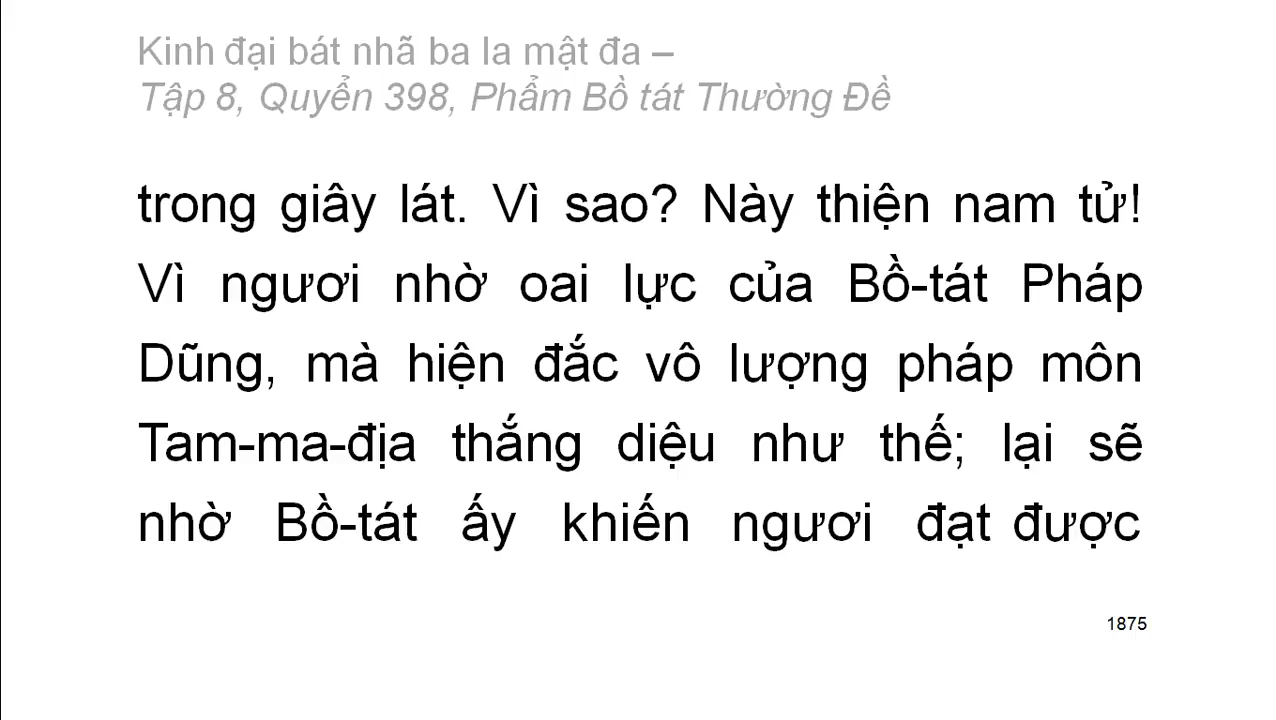 Kinh đại bát nhã ba la mật đa –
Tập 8, Quyển 398, Phẩm Bồ tát Thường Đề
trong giây lát. Vì sao? Này thiện nam tử!
Vì ngươi nhờ oai lực của Bồ-tát Pháp
Dũng, mà hiện đắc vô lượng pháp môn
Tam-ma-địa thắng diệu như thế; lại sẽ
nhờ Bồ-tát ấy khiến ngươi đạt được
1875